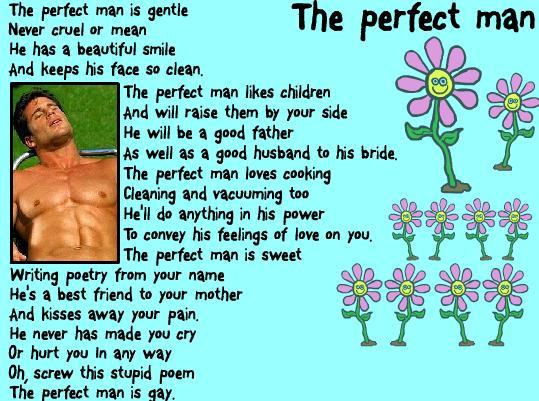 The perfect man
The perfect man is gentle
Never cruel or mean
He has a beautiful smile
And keeps his face so clean.
The perfect man likes children
And will raise them by your side
He will be a good father
As well as a good husband to his bride.
The perfect man loves cooking
Cleaning and vacuuming too
He'll do anything in his power
To convey his feelings of love on you.
The perfect man is sweet
Writing poetry from your name
He's a best friend to your mother
And kisses away your pain.
He never has made you cry
Or hurt you in any way
Oh, screw this stupid poem
The perfect man is gay.